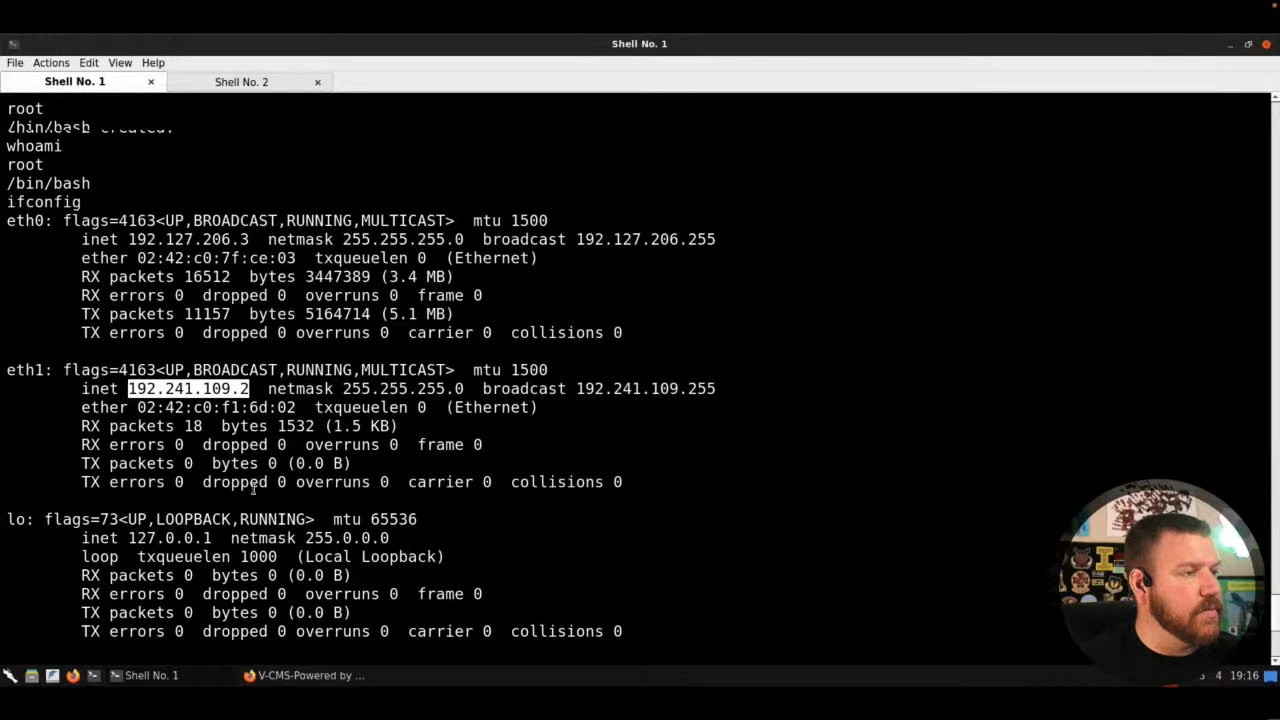 Shell No. 1
File Actions Edit View Help
Shell No. 1 × Shell No. 2 ×
root
/bin/bash created.
whoami
root
/bin/bash
ifconfig
eth0: flags=4163<UP,BROADCAST,RUNNING,MULTICAST>  mtu 1500
        inet 192.127.206.3  netmask 255.255.255.0  broadcast 192.127.206.255
        ether 02:42:c0:7f:ce:03  txqueuelen 0  (Ethernet)
        RX packets 16512  bytes 3447389 (3.4 MB)
        RX errors 0  dropped 0  overruns 0  frame 0
        TX packets 11157  bytes 5164714 (5.1 MB)
        TX errors 0  dropped 0 overruns 0  carrier 0  collisions 0
eth1: flags=4163<UP,BROADCAST,RUNNING,MULTICAST>  mtu 1500
        inet 192.241.109.2  netmask 255.255.255.0  broadcast 192.241.109.255
        ether 02:42:c0:f1:6d:02  txqueuelen 0  (Ethernet)
        RX packets 18  bytes 1532 (1.5 KB)
        RX errors 0  dropped 0  overruns 0  frame 0
        TX packets 0  bytes 0 (0.0 B)
        TX errors 0  dropped 0 overruns 0  carrier 0  collisions 0
lo: flags=73<UP,LOOPBACK,RUNNING>  mtu 65536
        inet 127.0.0.1  netmask 255.0.0.0
        loop  txqueuelen 1000  (Local Loopback)
        RX packets 0  bytes 0 (0.0 B)
        RX errors 0  dropped 0  overruns 0  frame 0
        TX packets 0  bytes 0 (0.0 B)
        TX errors 0  dropped 0 overruns 0  carrier 0  collisions 0
Shell No. 1 V-CMS-Powered by ... 4 19:16